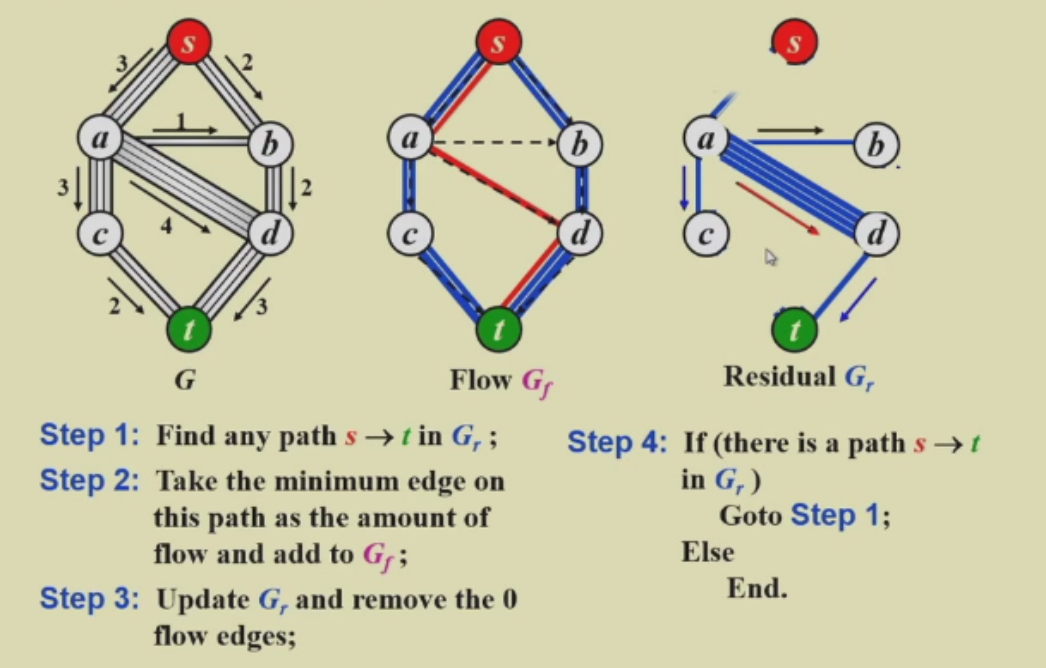 s
s
s
3
2
a
1
b
a
b
a
b
3
2
c
4
d
c
d
c
d
2
3
t
t
t
G
Flow G_f
Residual G_r
Step 1: Find any path s → t in G_r ;
Step 2: Take the minimum edge on
this path as the amount of
flow and add to G_f ;
Step 3: Update G_r and remove the 0
flow edges;
Step 4: If (there is a path s → t
in G_r )
Goto Step 1;
Else
End.